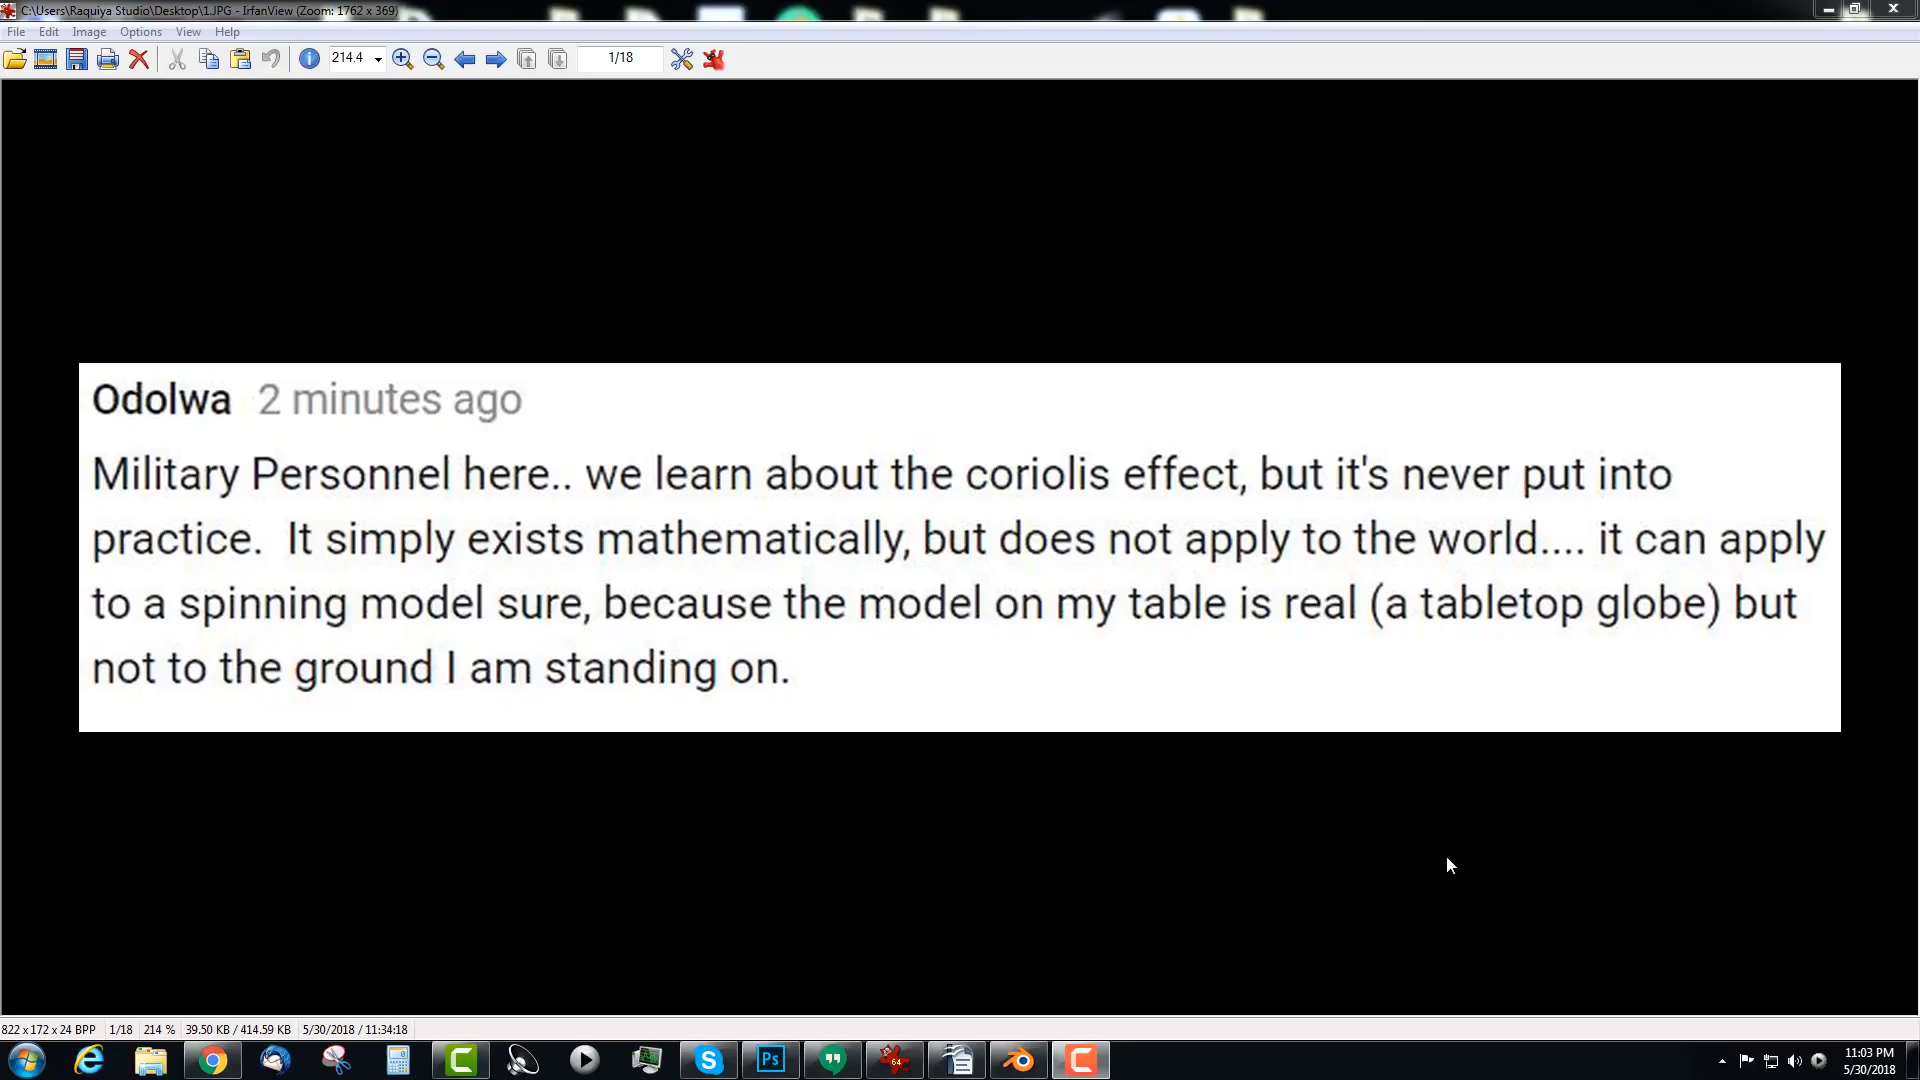 C:\Users\Raquiya Studio\Desktop\1.JPG - IrfanView (Zoom: 1762 x 369)
File Edit Image Options View Help
214.4 1/18
Odolwa 2 minutes ago
Military Personnel here.. we learn about the coriolis effect, but it's never put into
practice.  It simply exists mathematically, but does not apply to the world.... it can apply
to a spinning model sure, because the model on my table is real (a tabletop globe) but
not to the ground I am standing on.
822 x 172 x 24 BPP 1/18 214 % 39.50 KB / 414.59 KB 5/30/2018 / 11:34:18
Ps
64
11:03 PM
5/30/2018